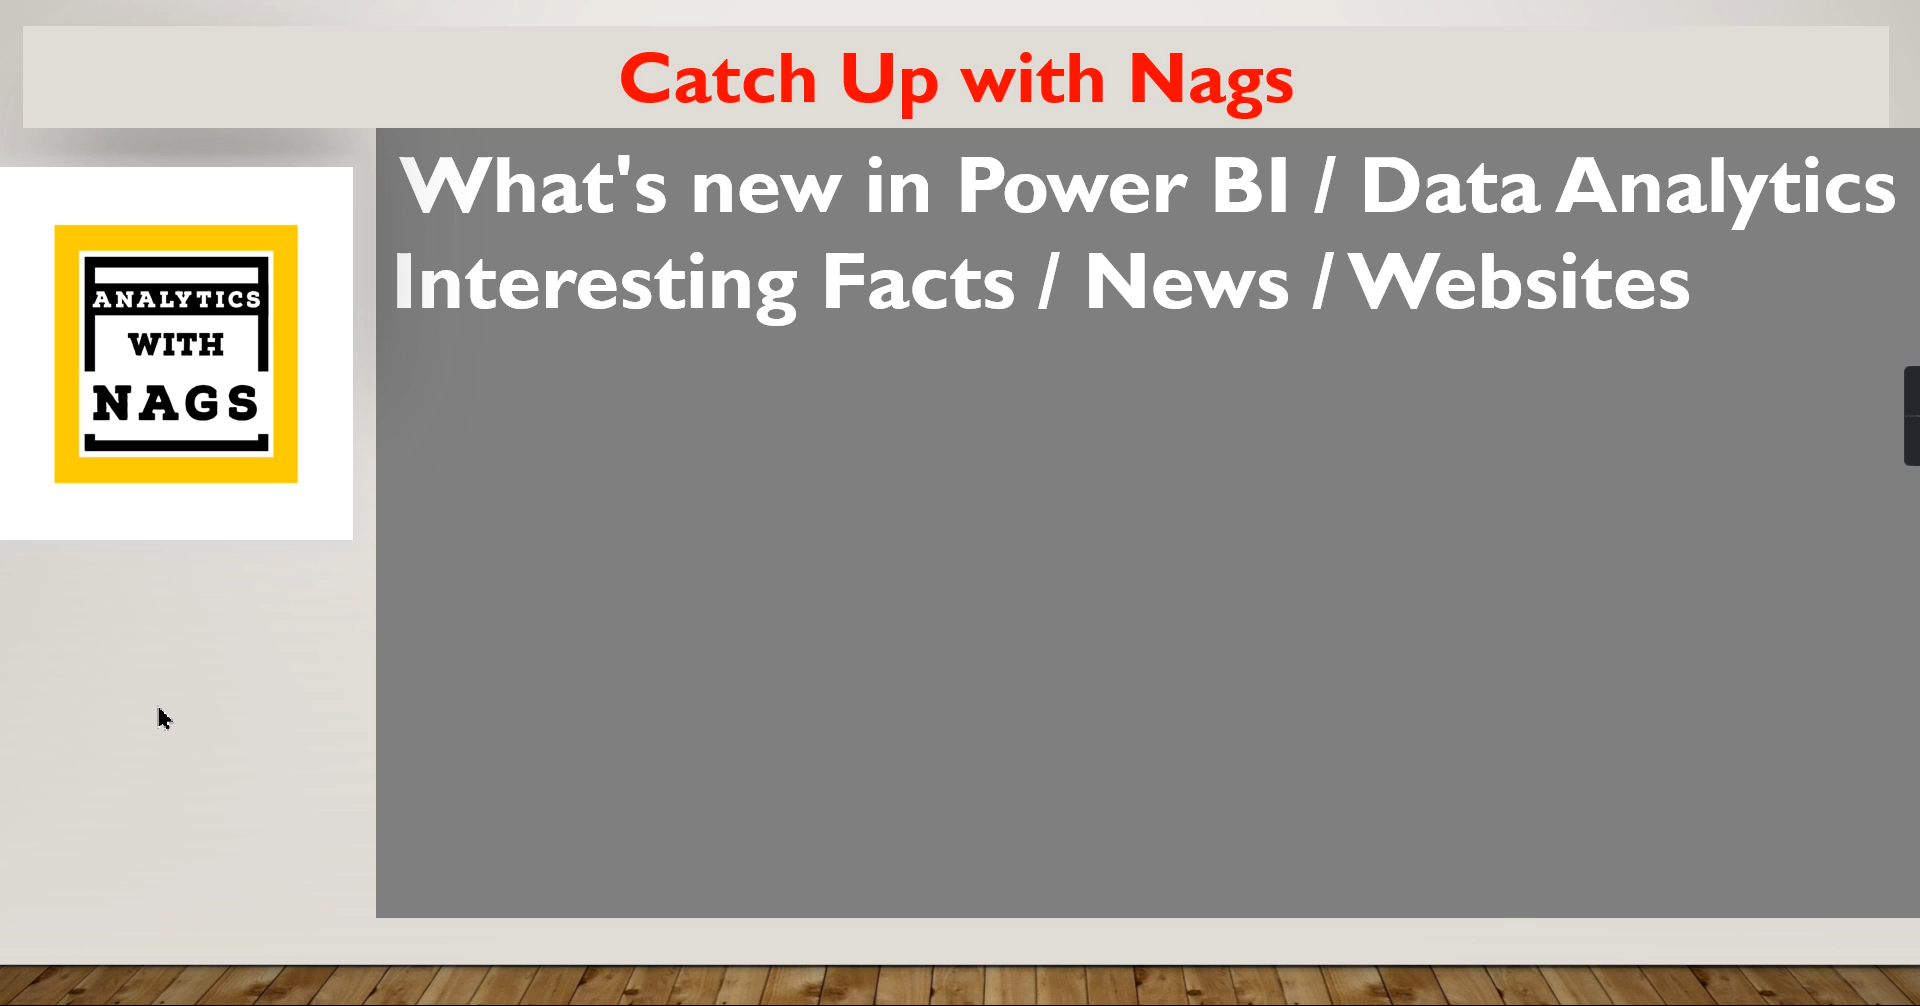 Catch Up with Nags
What's new in Power BI / Data Analytics
Interesting Facts / News / Websites
ANALYTICS
WITH
NAGS